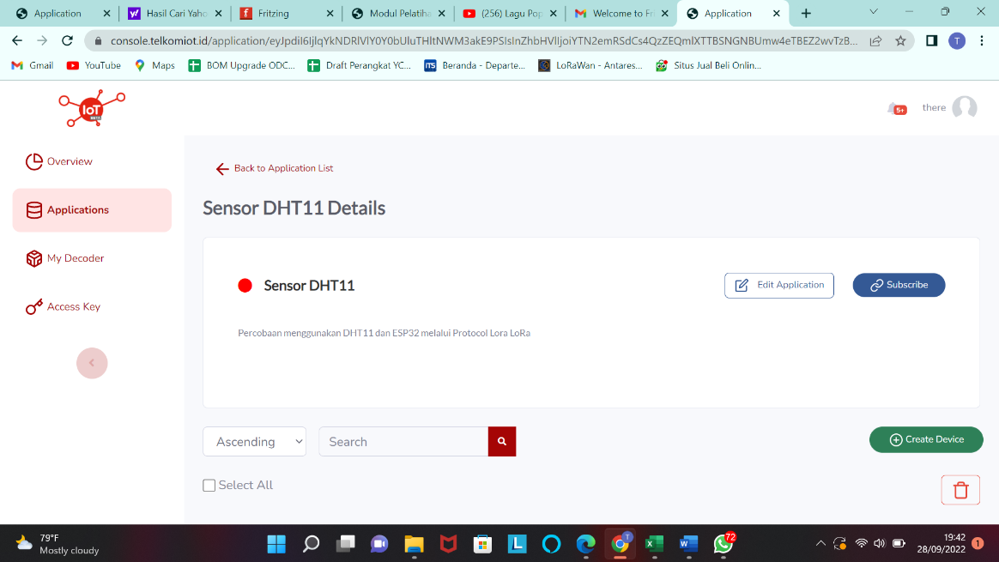 Application
Hasil Cari Yaho
Fritzing
Modul Pelatiha
(256) Lagu Pop
Welcome to Fri
Application
console.telkomiot.id/application/
T
Gmail
YouTube
Maps
BOM Upgrade ODC...
Draft Perangkat YC...
ITS
Beranda - Departe...
LoRaWan - Antares...
Situs Jual Beli Onlin...
IoT
5+
there
Overview
Applications
My Decoder
Access Key
Back to Application List
Sensor DHT11 Details
Sensor DHT11
Edit Application
Subscribe
Percobaan menggunakan DHT11 dan ESP32 melalui Protocol Lora LoRa
Ascending
Search
Create Device
Select All
79°F
Mostly cloudy
L
T
72
19:42
28/09/2022
1